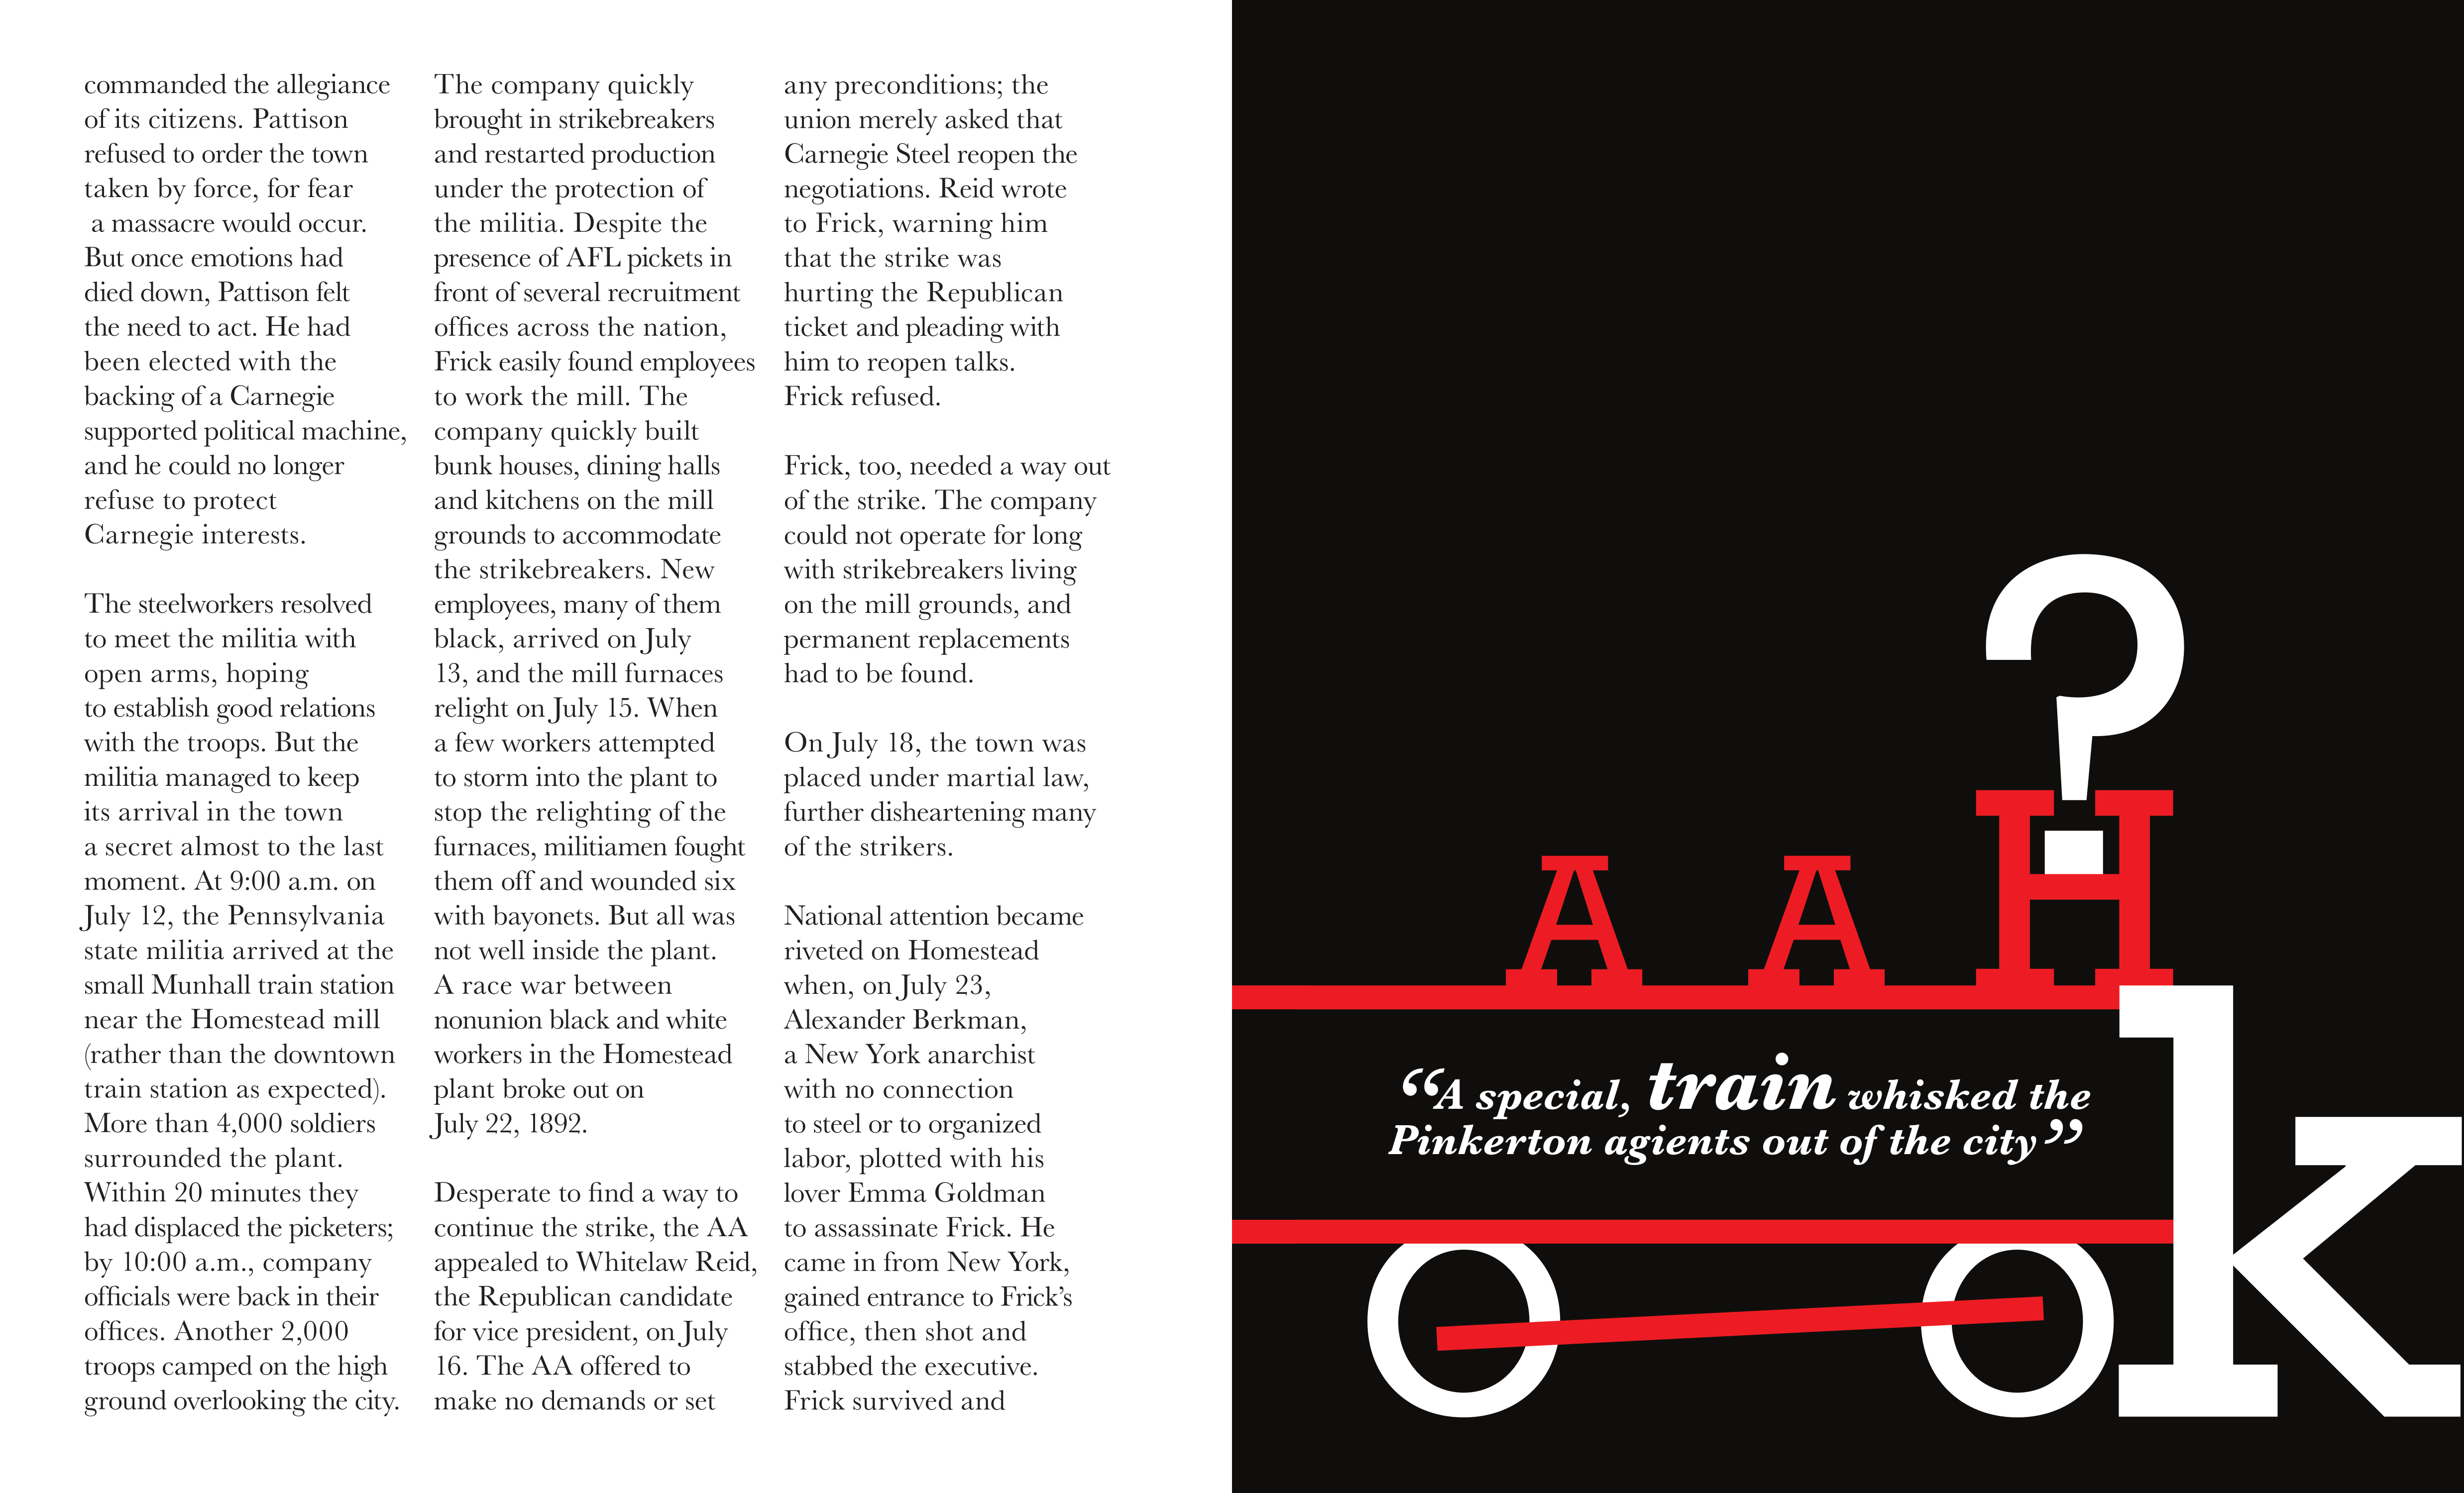 commanded the allegiance
of its citizens. Pattison
refused to order the town
taken by force, for fear
a massacre would occur.
But once emotions had
died down, Pattison felt
the need to act. He had
been elected with the
backing of a Carnegie
supported political machine,
and he could no longer
refuse to protect
Carnegie interests.

The steelworkers resolved
to meet the militia with
open arms, hoping
to establish good relations
with the troops. But the
militia managed to keep
its arrival in the town
a secret almost to the last
moment. At 9:00 a.m. on
July 12, the Pennsylvania
state militia arrived at the
small Munhall train station
near the Homestead mill
(rather than the downtown
train station as expected).
More than 4,000 soldiers
surrounded the plant.
Within 20 minutes they
had displaced the picketers;
by 10:00 a.m., company
officials were back in their
offices. Another 2,000
troops camped on the high
ground overlooking the city.

The company quickly
brought in strikebreakers
and restarted production
under the protection of
the militia. Despite the
presence of AFL pickets in
front of several recruitment
offices across the nation,
Frick easily found employees
to work the mill. The
company quickly built
bunk houses, dining halls
and kitchens on the mill
grounds to accommodate
the strikebreakers. New
employees, many of them
black, arrived on July
13, and the mill furnaces
relight on July 15. When
a few workers attempted
to storm into the plant to
stop the relighting of the
furnaces, militiamen fought
them off and wounded six
with bayonets. But all was
not well inside the plant.
A race war between
nonunion black and white
workers in the Homestead
plant broke out on
July 22, 1892.

Desperate to find a way to
continue the strike, the AA
appealed to Whitelaw Reid,
the Republican candidate
for vice president, on July
16. The AA offered to
make no demands or set

any preconditions; the
union merely asked that
Carnegie Steel reopen the
negotiations. Reid wrote
to Frick, warning him
that the strike was
hurting the Republican
ticket and pleading with
him to reopen talks.
Frick refused.

Frick, too, needed a way out
of the strike. The company
could not operate for long
with strikebreakers living
on the mill grounds, and
permanent replacements
had to be found.

On July 18, the town was
placed under martial law,
further disheartening many
of the strikers.

National attention became
riveted on Homestead
when, on July 23,
Alexander Berkman,
a New York anarchist
with no connection
to steel or to organized
labor, plotted with his
lover Emma Goldman
to assassinate Frick. He
came in from New York,
gained entrance to Frick’s
office, then shot and
stabbed the executive.
Frick survived and

?
A A H
“A special, train whisked the
Pinkerton agients out of the city”
O O k